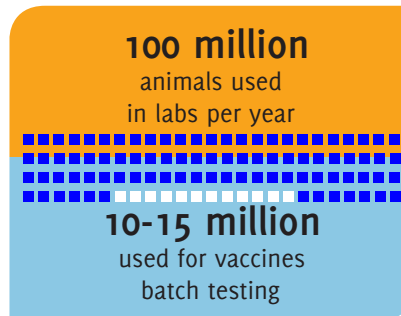 100 million
animals used
in labs per year
10-15 million
used for vaccines
batch testing